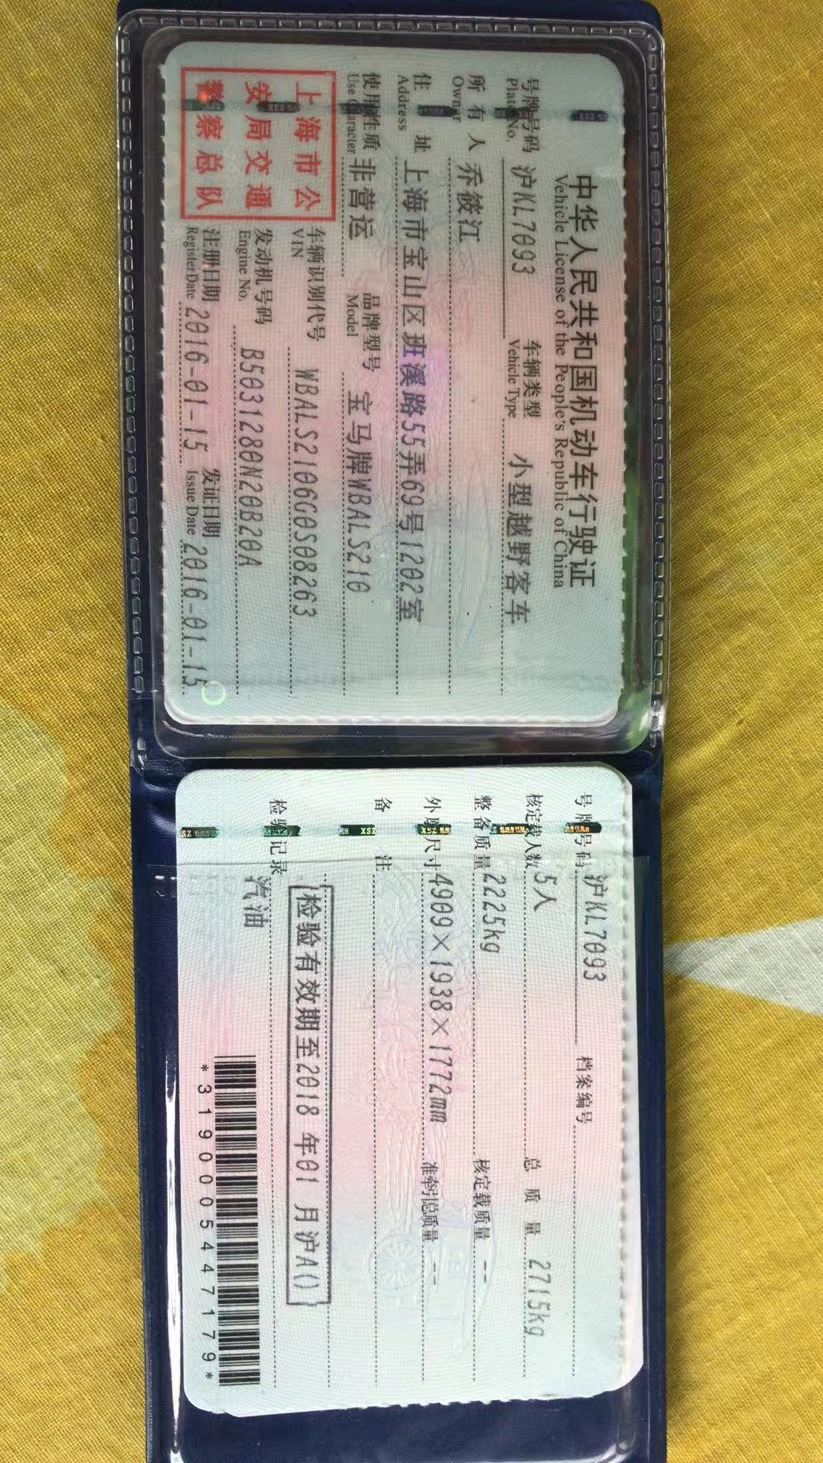 中华人民共和国机动车行驶证
Vehicle License of the People's Republic of China
号牌号码 沪KL7093 车辆类型 小型越野客车
Plate No. Vehicle Type
所有人 乔筱江
Owner
住 址 上海市宝山区班溪路55弄69号1202室
Address
使用性质 非营运 品牌型号 宝马牌WBALS210
Use Character Model
上海市公
安局交通
警察总队
车辆识别代号 WBALS2106G0S08263
VIN
发动机号码 B5031280N20B20A
Engine No.
注册日期 2016-01-15 发证日期 2016-01-15
Register Date Issue Date
号牌号码 沪KL7093 档案编号
核定载人数 5人 总 质 量 2715kg
整备质量 2225kg 核定载质量 --
外廓尺寸 4909×1938×1772mm 准牵引总质量 --
备 注
检验有效期至2018 年01 月沪A()
检验记录
汽油
*3190005447179*